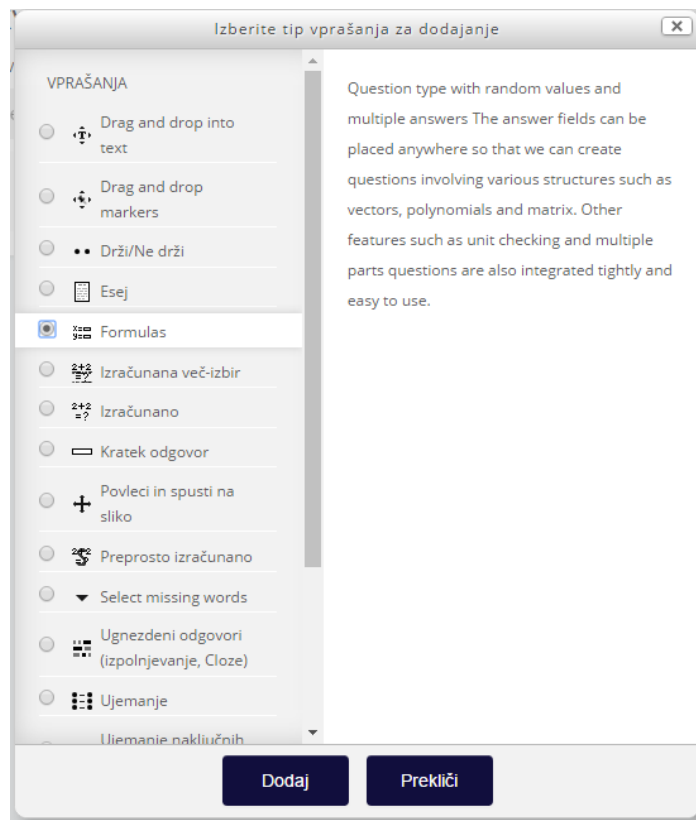 Izberite tip vprašanja za dodajanje
VPRAŠANJA
Drag and drop into
text
Drag and drop
markers
Drži/Ne drži
Esej
Formulas
Izračunana več-izbir
Izračunano
Kratek odgovor
Povleci in spusti na
sliko
Preprosto izračunano
Select missing words
Ugnezdeni odgovori
(izpolnjevanje, Cloze)
Ujemanje
Ujemanje naključnih
Question type with random values and
multiple answers The answer fields can be
placed anywhere so that we can create
questions involving various structures such as
vectors, polynomials and matrix. Other
features such as unit checking and multiple
parts questions are also integrated tightly and
easy to use.
Dodaj
Prekliči